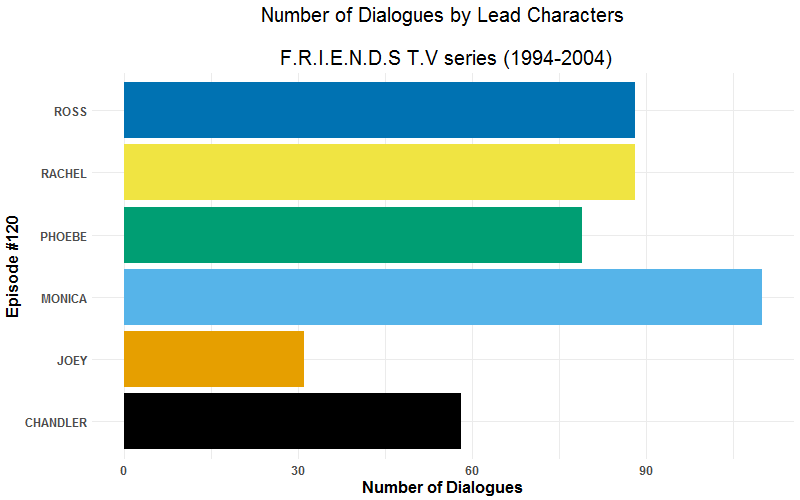 Number of Dialogues by Lead Characters
F.R.I.E.N.D.S T.V series (1994-2004)
Episode #120
ROSS
RACHEL
PHOEBE
MONICA
JOEY
CHANDLER
0 30 60 90
Number of Dialogues